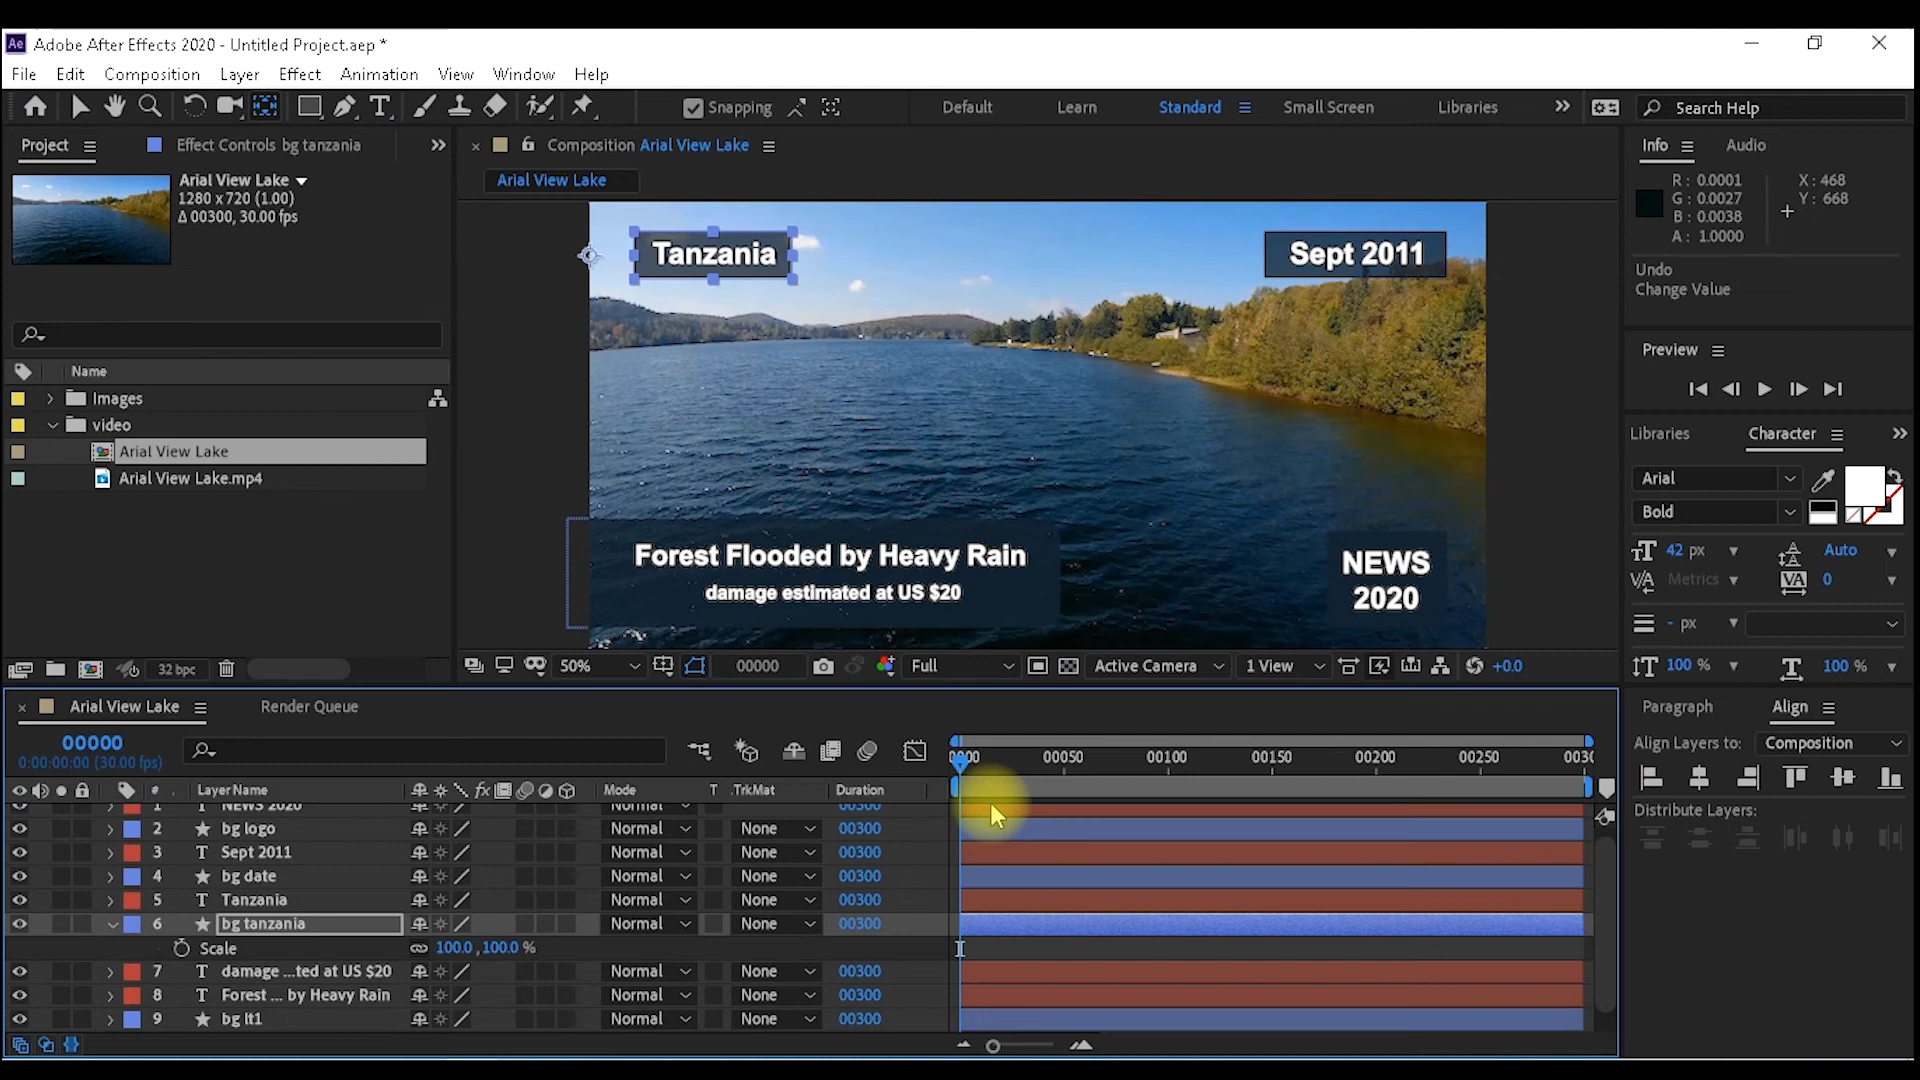 Ae Adobe After Effects 2020 - Untitled Project.aep *
File Edit Composition Layer Effect Animation View Window Help
T Snapping Default Learn Standard Small Screen Libraries Search Help
Project Effect Controls bg tanzania
Arial View Lake
1280 x 720 (1.00)
Δ 00300, 30.00 fps
Name
Images
video
Arial View Lake
Arial View Lake.mp4
32 bpc
Composition Arial View Lake
Arial View Lake
Tanzania
Sept 2011
Forest Flooded by Heavy Rain
damage estimated at US $20
NEWS
2020
50% 00000 Full Active Camera 1 View +0.0
Info Audio
R: 0.0001
G: 0.0027
B: 0.0038
A: 1.0000
X: 468
Y: 668
Undo
Change Value
Preview
Libraries Character
Arial
Bold
42 px Auto
Metrics 0
- px
100 % 100 %
Paragraph Align
Align Layers to: Composition
Distribute Layers:
Arial View Lake Render Queue
00000
0:00:00:00 (30.00 fps)
0000 00050 00100 00150 00200 00250 0030
# Layer Name fx Mode T .TrkMat Duration
1 T NEWS 2020 Normal 00300
2 bg logo Normal None 00300
3 T Sept 2011 Normal None 00300
4 bg date Normal None 00300
5 T Tanzania Normal None 00300
6 bg tanzania Normal None 00300
Scale 100.0,100.0 %
7 T damage ...ted at US $20 Normal None 00300
8 T Forest ... by Heavy Rain Normal None 00300
9 bg lt1 Normal None 00300